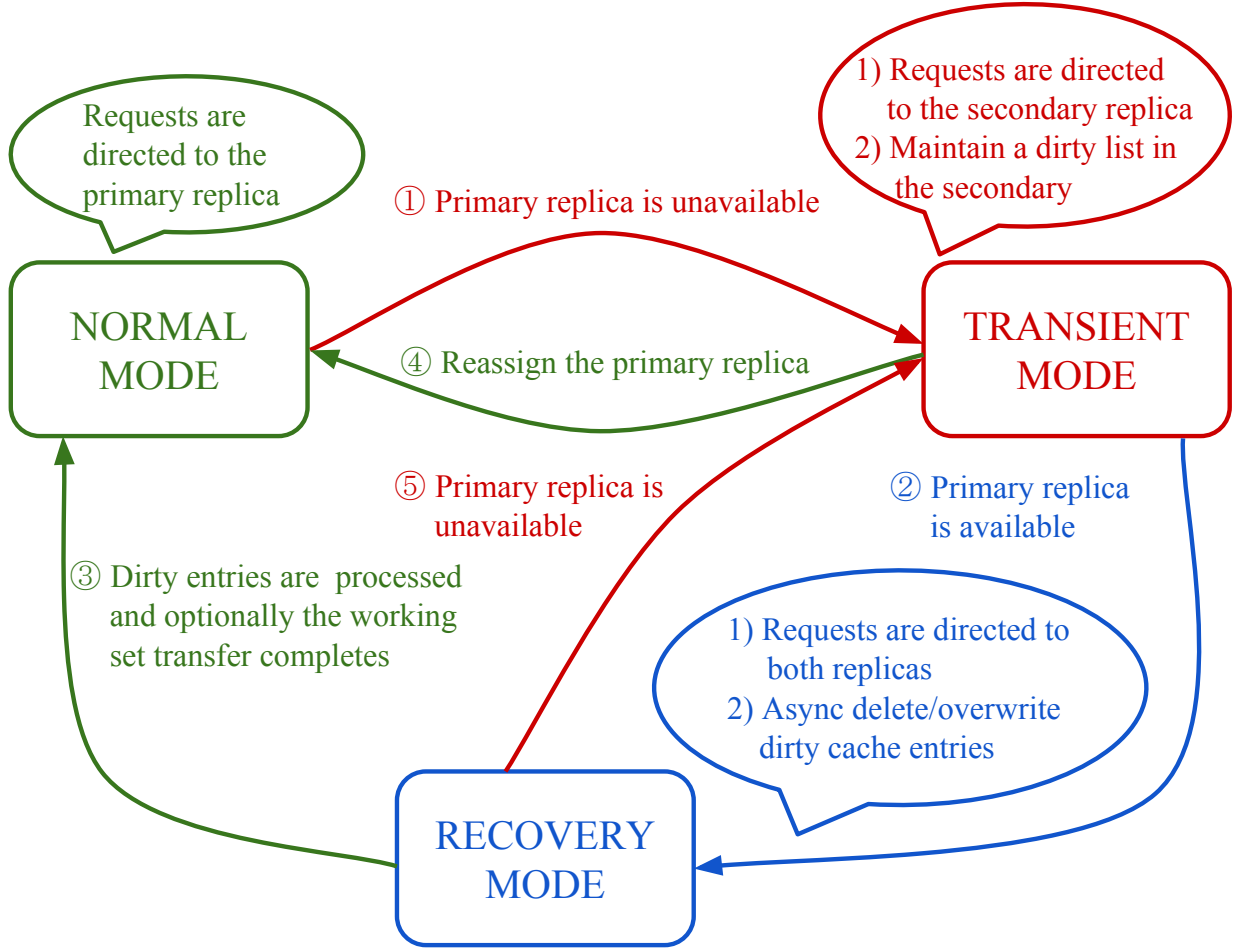 Requests are
directed to the
primary replica
1) Requests are directed
to the secondary replica
2) Maintain a dirty list in
the secondary
① Primary replica is unavailable
NORMAL
MODE
TRANSIENT
MODE
④ Reassign the primary replica
⑤ Primary replica is
unavailable
② Primary replica
is available
③ Dirty entries are processed
and optionally the working
set transfer completes
1) Requests are directed to
both replicas
2) Async delete/overwrite
dirty cache entries
RECOVERY
MODE